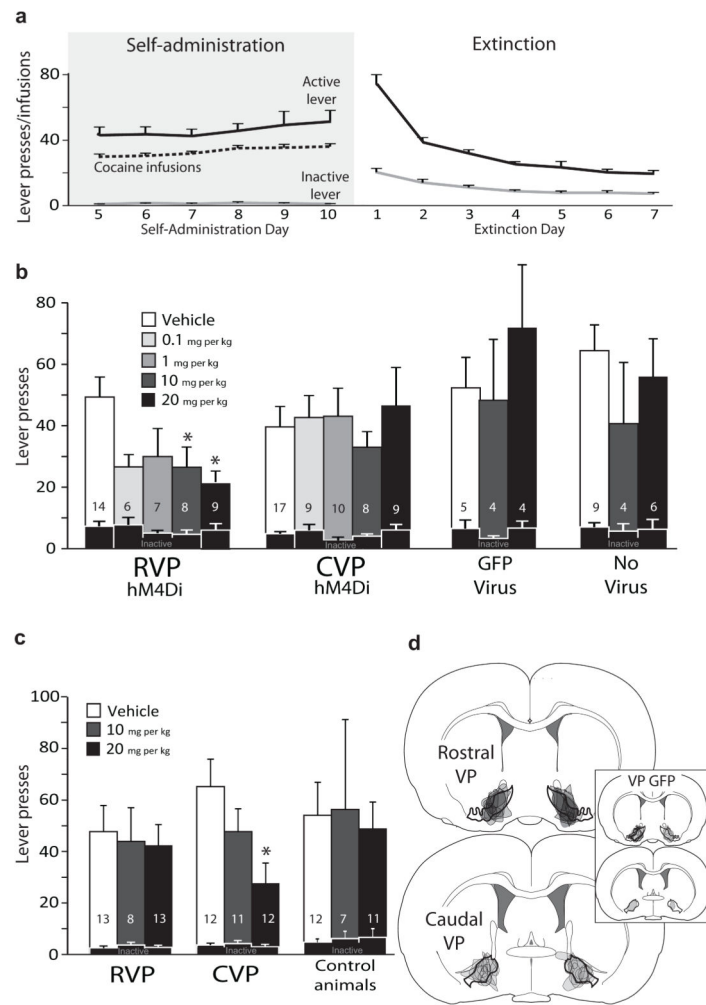 a
Self-administration Extinction
Lever presses/infusions
80
40
0
Active
lever
Cocaine infusions
Inactive
lever
5 6 7 8 9 10
Self-Administration Day
1 2 3 4 5 6 7
Extinction Day
b
Lever presses
80
60
40
20
0
Vehicle
0.1 mg per kg
1 mg per kg
10 mg per kg
20 mg per kg
* *
14 6 7 8 9
17 9 10 8 9
5 4 4
9 4 6
Inactive Inactive Inactive Inactive
RVP
hM4Di
CVP
hM4Di
GFP
Virus
No
Virus
c
Lever presses
100
80
60
40
20
0
Vehicle
10 mg per kg
20 mg per kg
*
13 8 13
12 11 12
12 7 11
Inactive Inactive Inactive
RVP
CVP
Control
animals
d
Rostral
VP
VP GFP
Caudal
VP